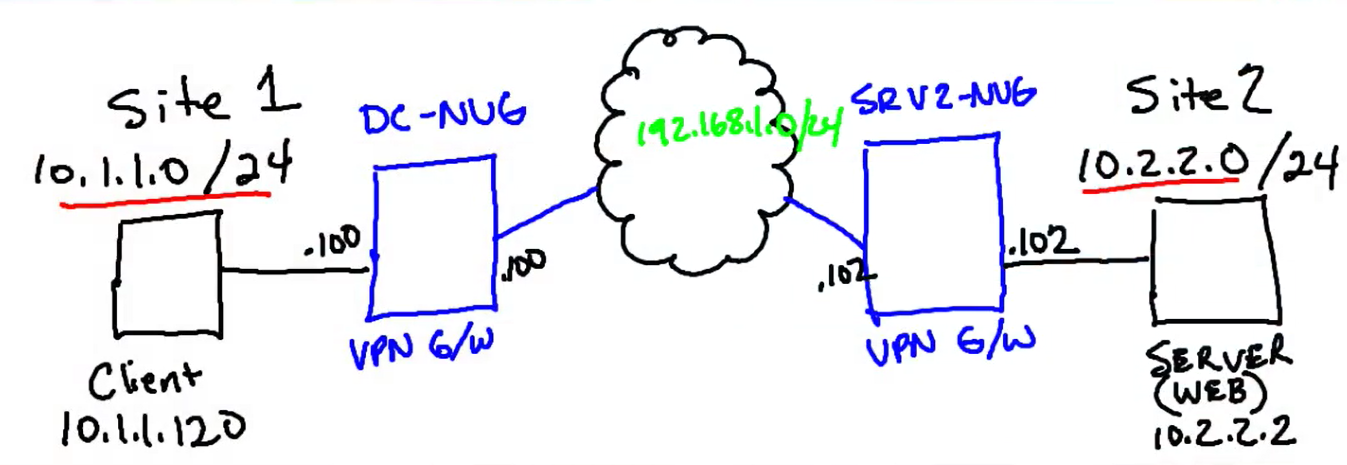 Site 1
10.1.1.0/24
DC-NUG
192.168.1.0/24
SRV2-NUG
Site 2
10.2.2.0/24
.100
.100
.102
.102
VPN G/W
VPN G/W
Client
10.1.1.120
SERVER
(WEB)
10.2.2.2